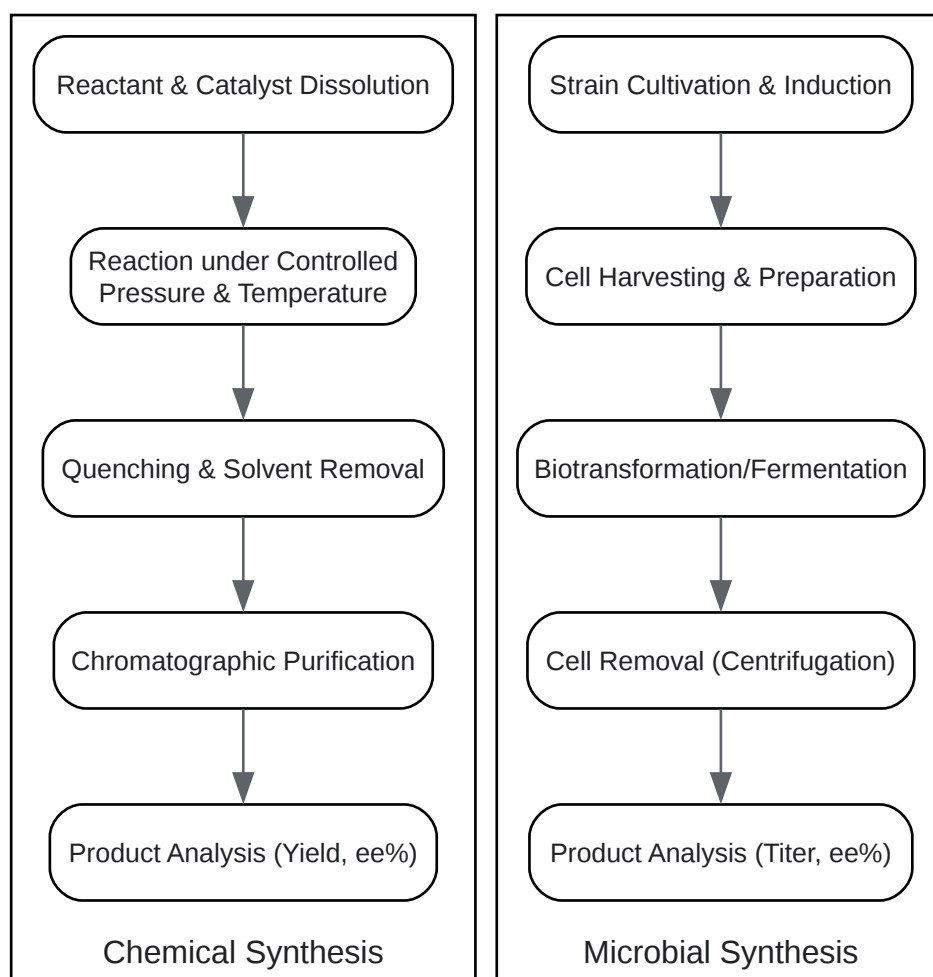 Reactant & Catalyst Dissolution
Reaction under Controlled
Pressure & Temperature
Quenching & Solvent Removal
Chromatographic Purification
Product Analysis (Yield, ee%)
Chemical Synthesis
Strain Cultivation & Induction
Cell Harvesting & Preparation
Biotransformation/Fermentation
Cell Removal (Centrifugation)
Product Analysis (Titer, ee%)
Microbial Synthesis